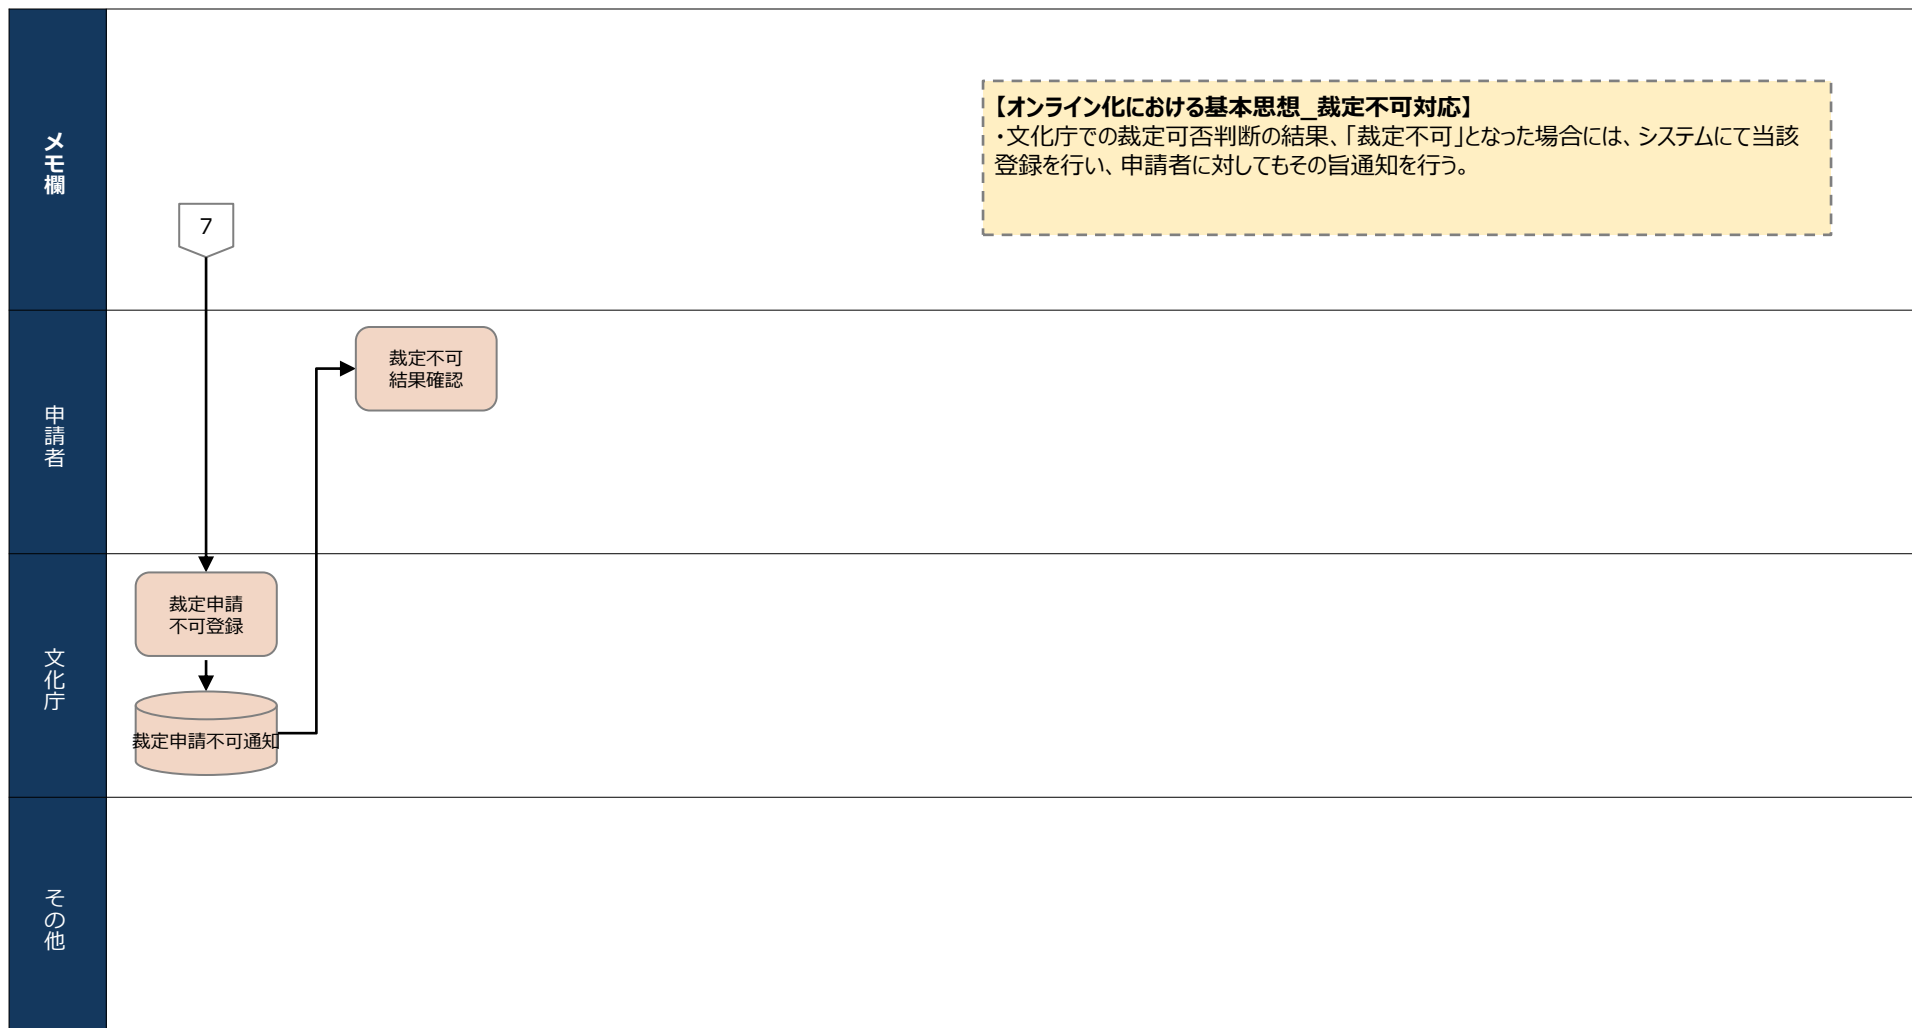 メモ欄
【オンライン化における基本思想_裁定不可対応】
・文化庁での裁定可否判断の結果、「裁定不可」となった場合には、システムにて当該
登録を行い、申請者に対してもその旨通知を行う。
7
申請者
裁定不可
結果確認
文化庁
裁定申請
不可登録
裁定申請不可通知
その他